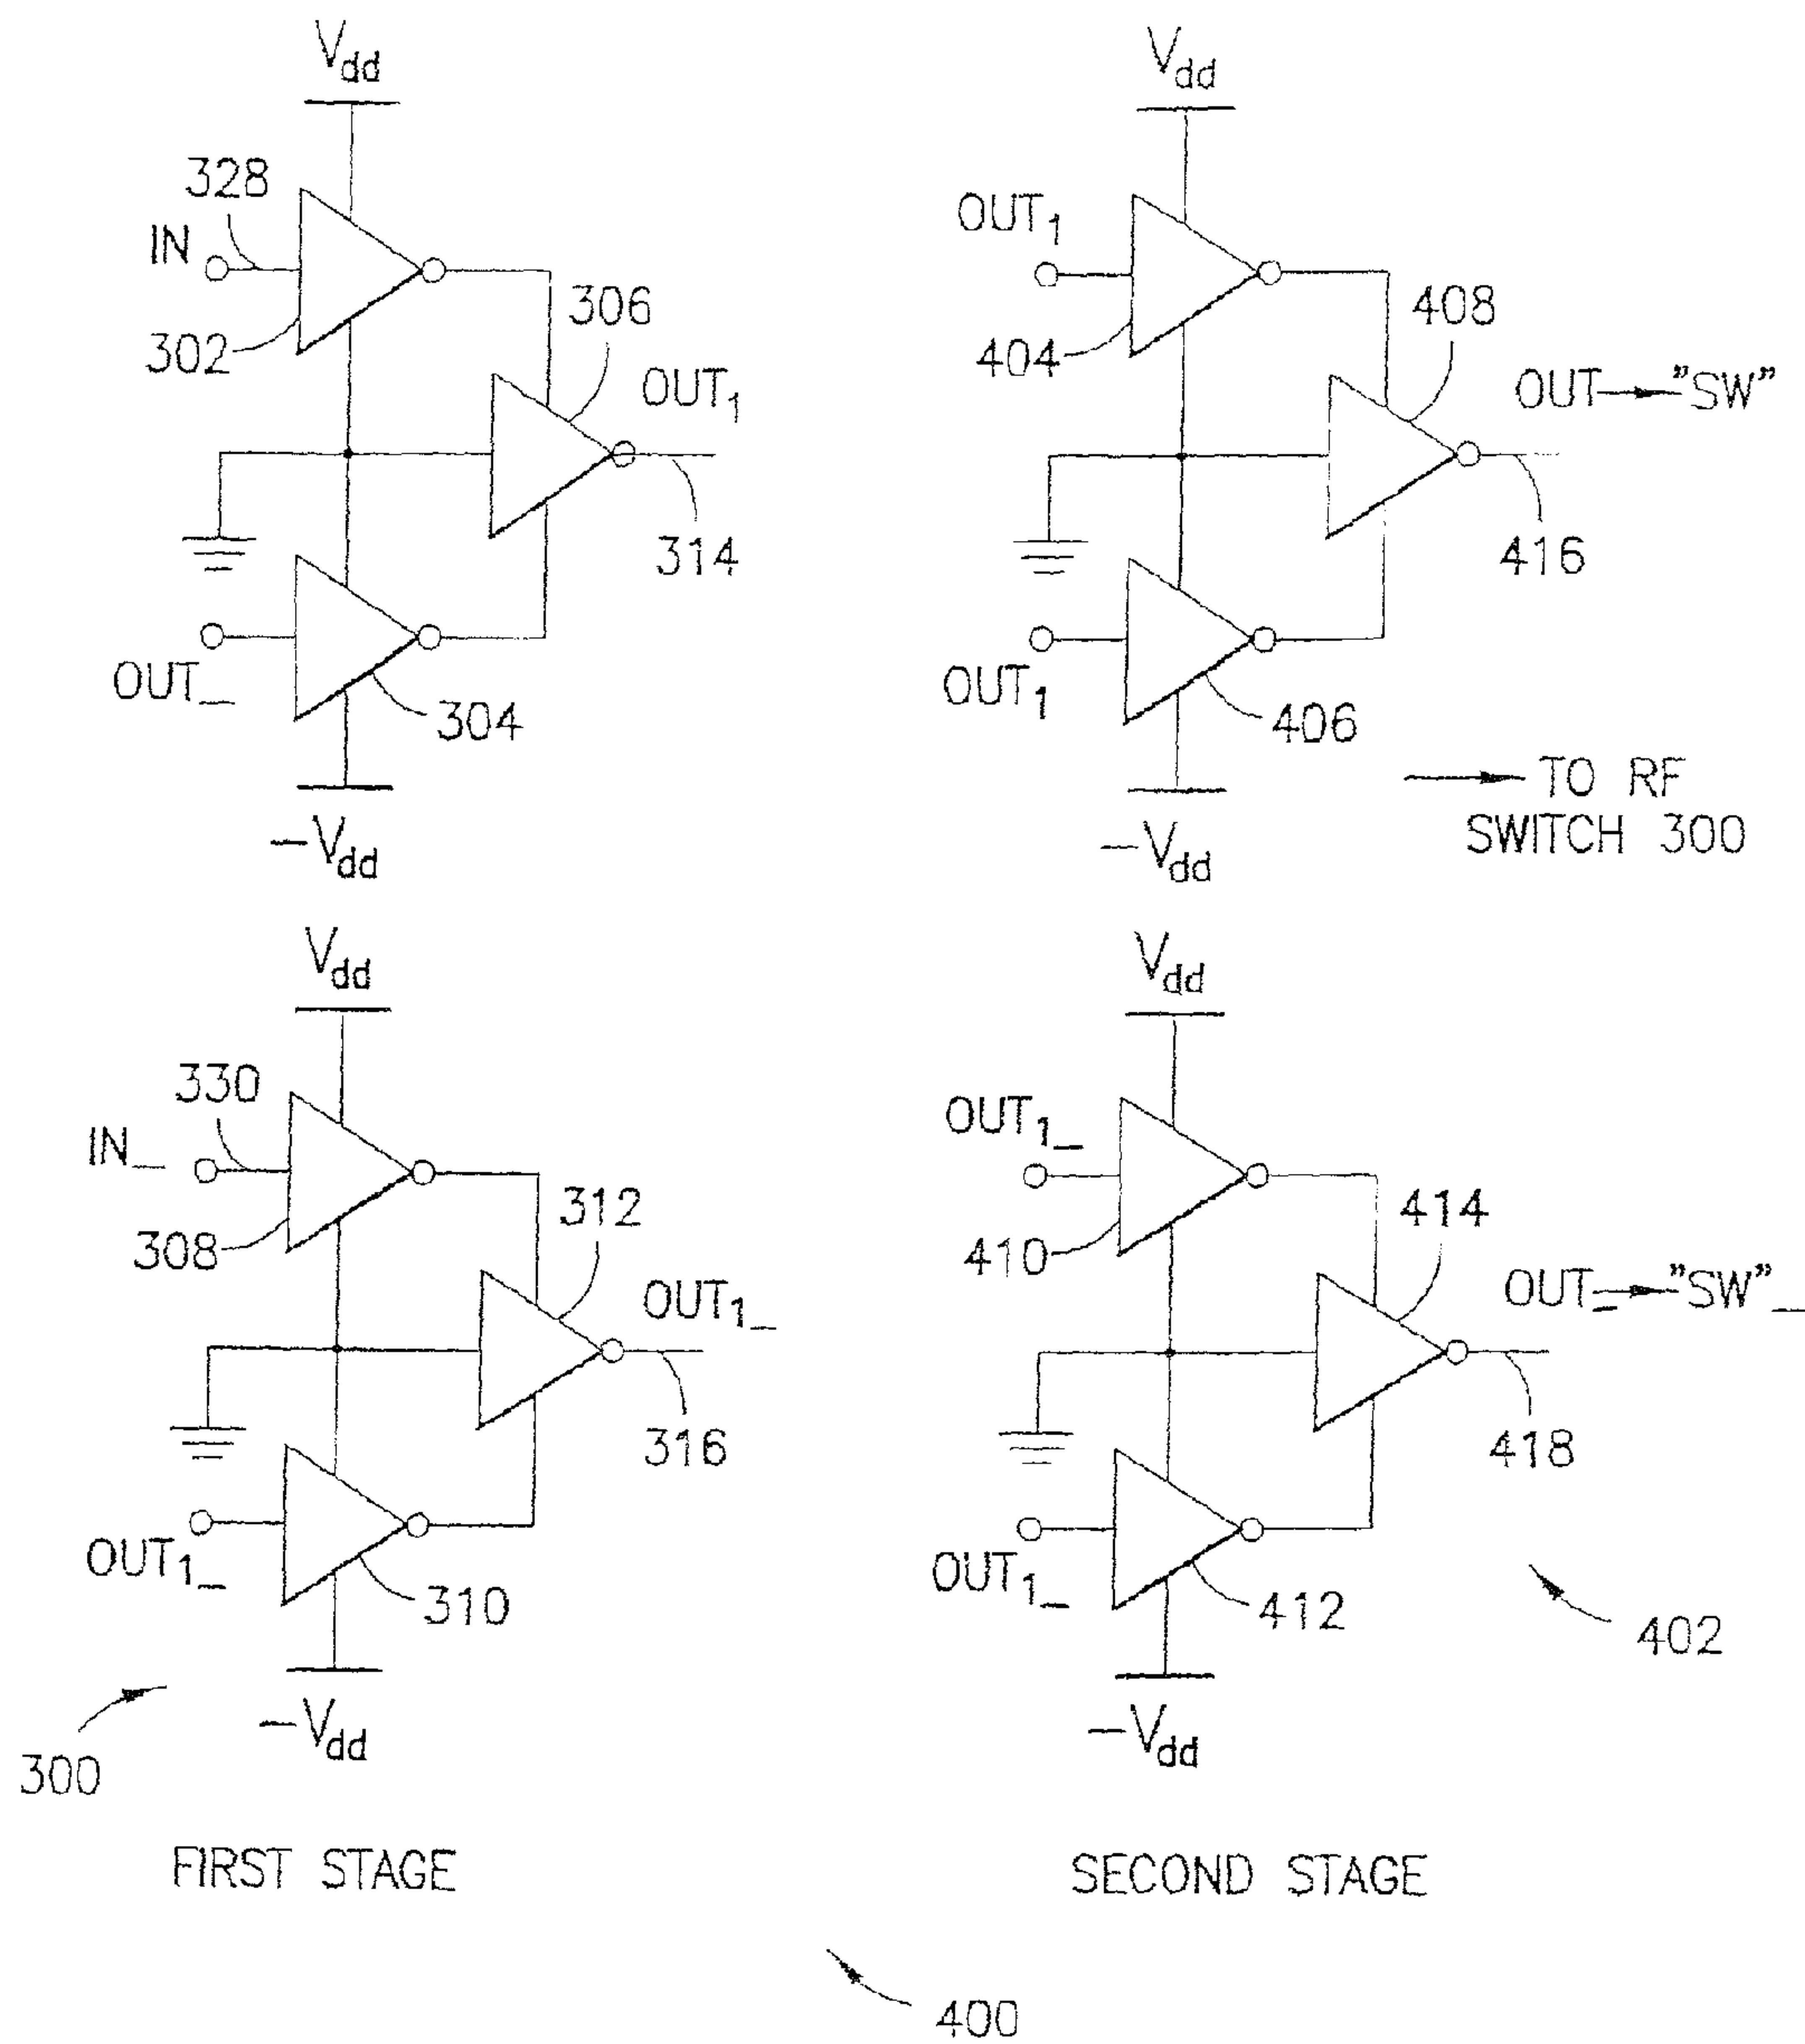 Vdd
Vdd
328
IN
OUT1
302
306
404
408
OUT1
OUT → "SW"
314
416
OUT_
304
OUT1
406
→ TO RF
SWITCH 300
−Vdd
−Vdd
Vdd
Vdd
330
IN_
OUT1_
308
312
410
414
OUT1_
OUT_ → "SW"_
316
418
OUT1_
310
OUT1_
412
402
−Vdd
−Vdd
300
FIRST STAGE
SECOND STAGE
400